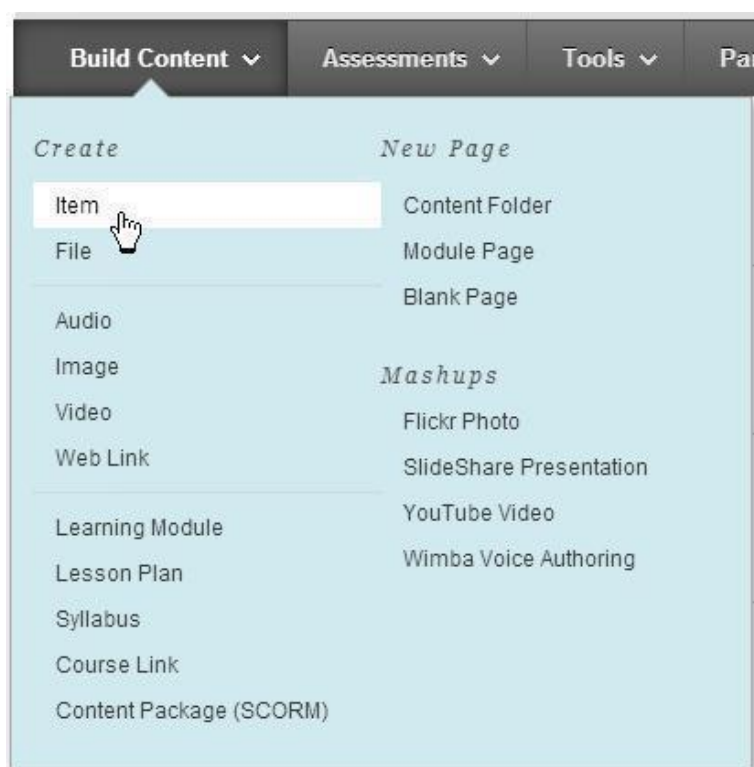 Build Content Assessments Tools Par
Create
Item
File
Audio
Image
Video
Web Link
Learning Module
Lesson Plan
Syllabus
Course Link
Content Package (SCORM)
New Page
Content Folder
Module Page
Blank Page
Mashups
Flickr Photo
SlideShare Presentation
YouTube Video
Wimba Voice Authoring